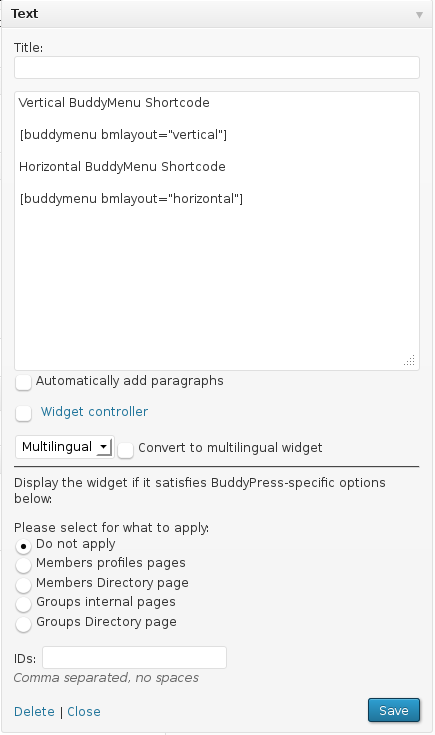 Text
Title:
Vertical BuddyMenu Shortcode
[buddymenu bmlayout="vertical"]
Horizontal BuddyMenu Shortcode
[buddymenu bmlayout="horizontal"]
Automatically add paragraphs
Widget controller
Multilingual Convert to multilingual widget
Display the widget if it satisfies BuddyPress-specific options
below:
Please select for what to apply:
Do not apply
Members profiles pages
Members Directory page
Groups internal pages
Groups Directory page
IDs:
Comma separated, no spaces
Delete | Close Save